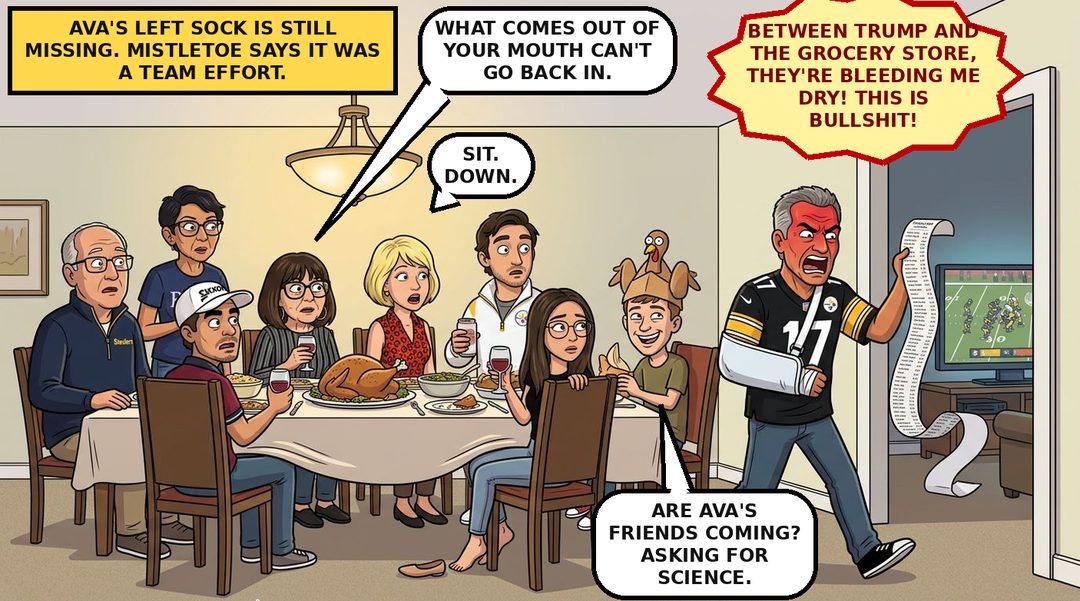 AVA'S LEFT SOCK IS STILL
MISSING. MISTLETOE SAYS IT WAS
A TEAM EFFORT.
WHAT COMES OUT OF
YOUR MOUTH CAN'T
GO BACK IN.
BETWEEN TRUMP AND
THE GROCERY STORE,
THEY'RE BLEEDING ME
DRY! THIS IS
BULLSHIT!
SIT.
DOWN.
Steelers
17
ARE AVA'S
FRIENDS COMING?
ASKING FOR
SCIENCE.